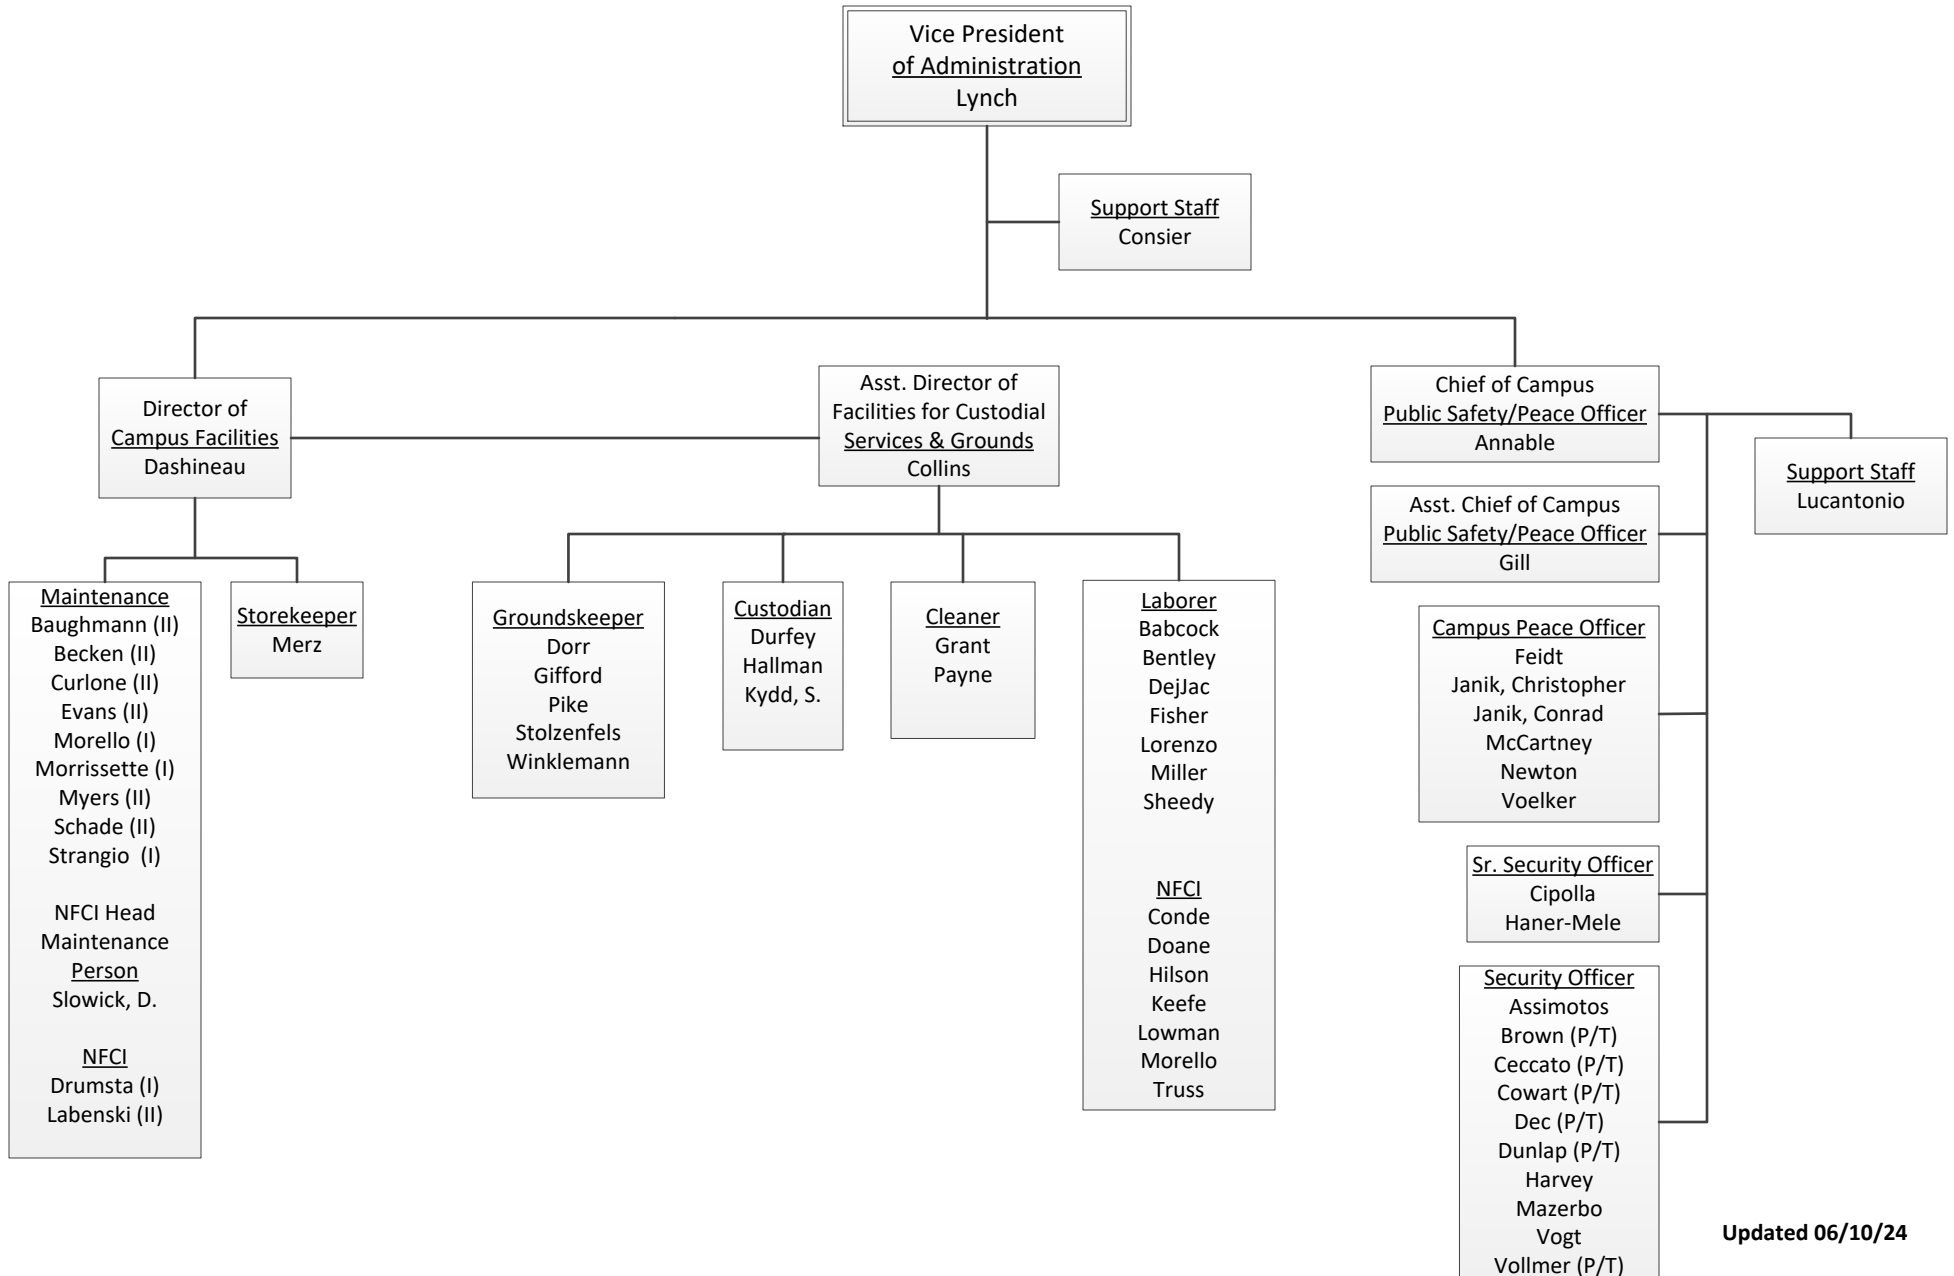 Vice President
of Administration
Lynch
Support Staff
Consier
Director of
Campus Facilities
Dashineau
Asst. Director of
Facilities for Custodial
Services & Grounds
Collins
Chief of Campus
Public Safety/Peace Officer
Annable
Support Staff
Lucantonio
Asst. Chief of Campus
Public Safety/Peace Officer
Gill
Maintenance
Baughmann (II)
Becken (II)
Curlone (II)
Evans (II)
Morello (I)
Morrissette (I)
Myers (II)
Schade (II)
Strangio  (I)
NFCI Head
Maintenance
Person
Slowick, D.
NFCI
Drumsta (I)
Labenski (II)
Storekeeper
Merz
Groundskeeper
Dorr
Gifford
Pike
Stolzenfels
Winklemann
Custodian
Durfey
Hallman
Kydd, S.
Cleaner
Grant
Payne
Laborer
Babcock
Bentley
DejJac
Fisher
Lorenzo
Miller
Sheedy
NFCI
Conde
Doane
Hilson
Keefe
Lowman
Morello
Truss
Campus Peace Officer
Feidt
Janik, Christopher
Janik, Conrad
McCartney
Newton
Voelker
Sr. Security Officer
Cipolla
Haner-Mele
Security Officer
Assimotos
Brown (P/T)
Ceccato (P/T)
Cowart (P/T)
Dec (P/T)
Dunlap (P/T)
Harvey
Mazerbo
Vogt
Vollmer (P/T)
Updated 06/10/24